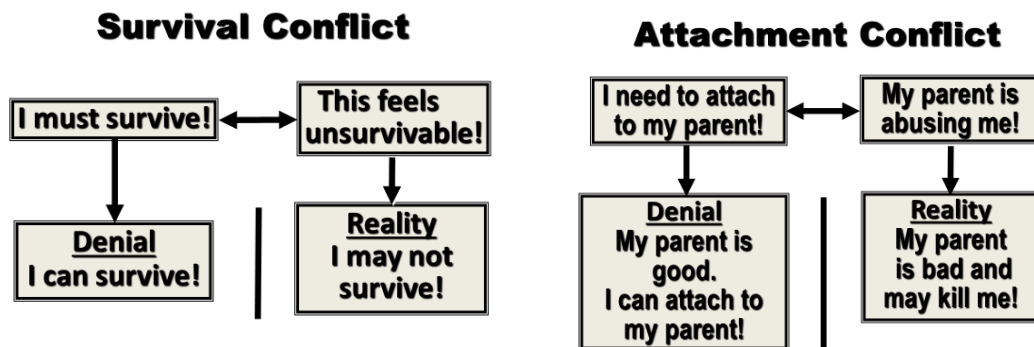 Survival Conflict
I must survive!
This feels
unsurvivable!
Denial
I can survive!
Reality
I may not
survive!
Attachment Conflict
I need to attach
to my parent!
My parent is
abusing me!
Denial
My parent is
good.
I can attach to
my parent!
Reality
My parent
is bad and
may kill me!